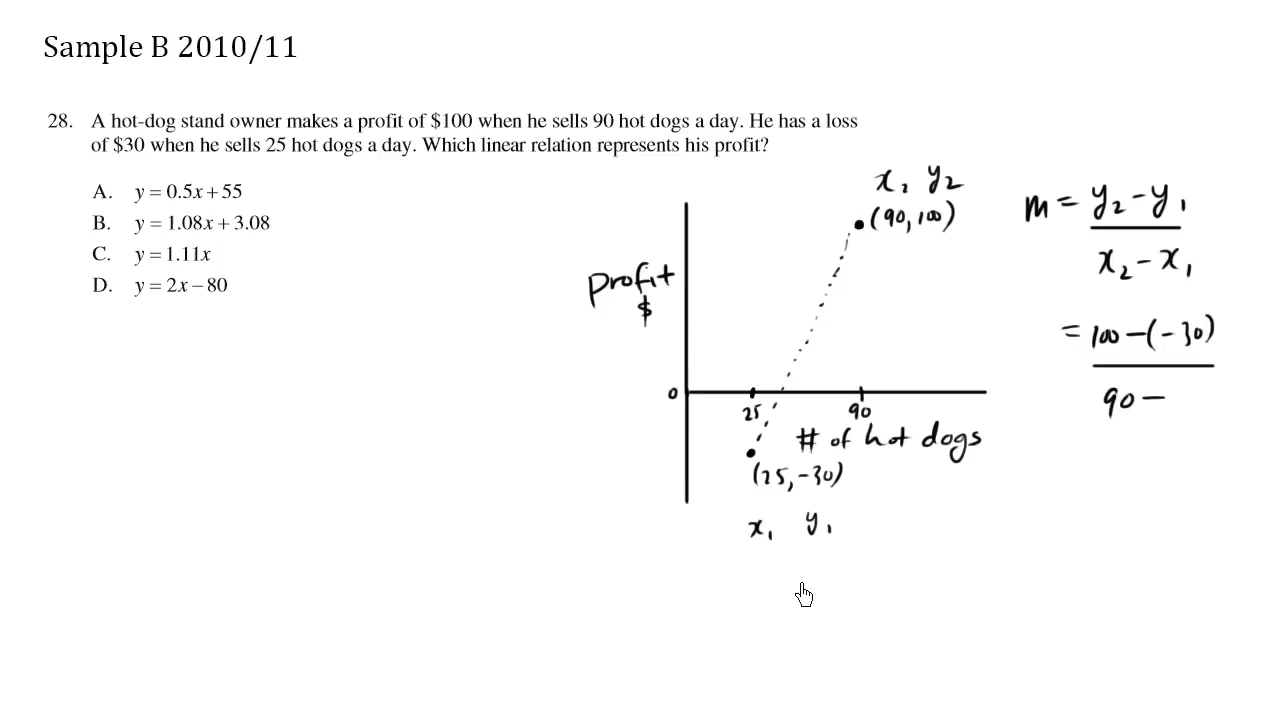 Sample B 2010/11
28. A hot-dog stand owner makes a profit of $100 when he sells 90 hot dogs a day. He has a loss
of $30 when he sells 25 hot dogs a day. Which linear relation represents his profit?
A. y = 0.5x + 55
B. y = 1.08x + 3.08
C. y = 1.11x
D. y = 2x − 80
x₂ y₂
(90, 100)
Profit
$
0
25
90
# of hot dogs
(25, -30)
x₁ y₁
m = y₂ - y₁
x₂ - x₁
= 100 - (-30)
90 -